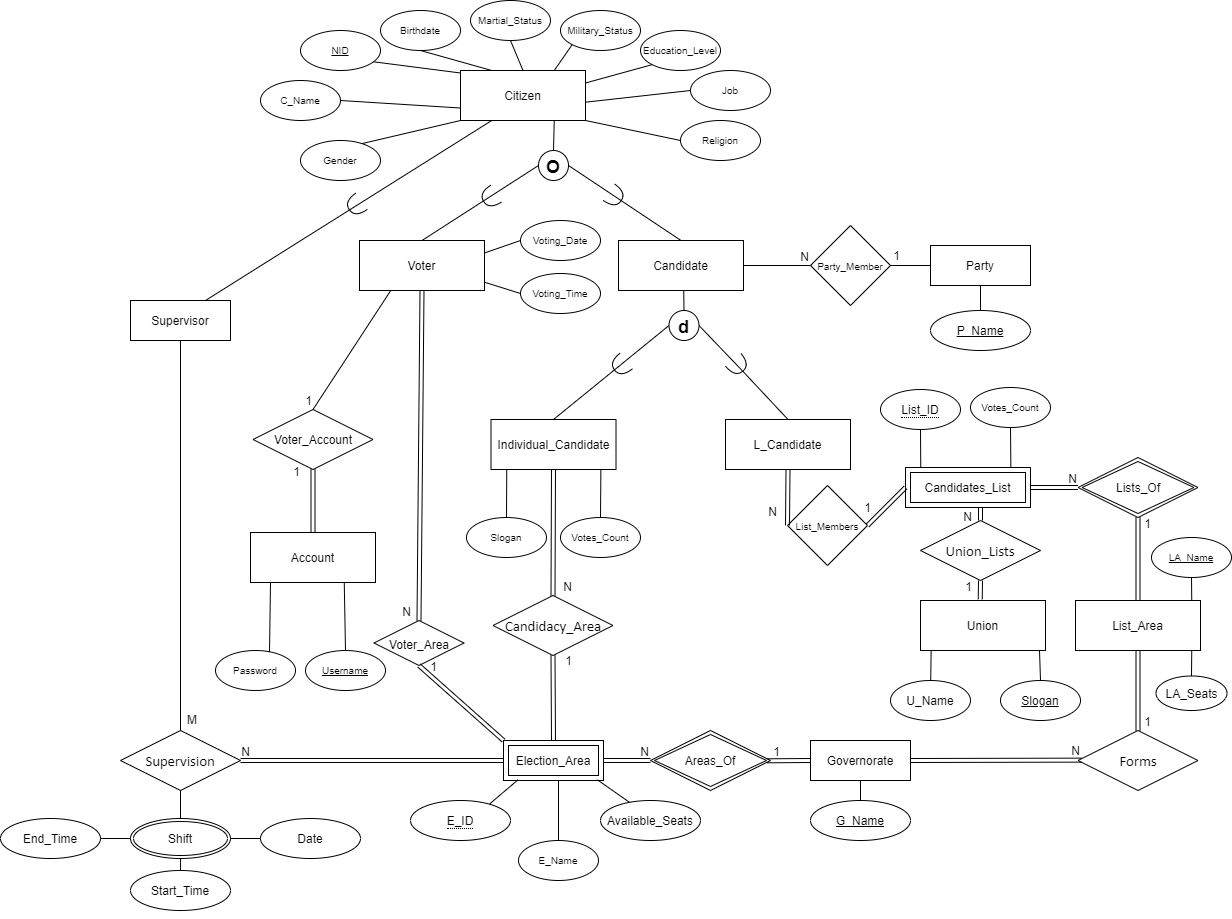 Martial_Status
Birthdate
Military_Status
NID
Education_Level
Citizen
Job
C_Name
Religion
Gender
O
Voting_Date
Voter
Candidate
N
Party_Member
1
Party
Voting_Time
Supervisor
d
P_Name
1
Voter_Account
1
List_ID
Votes_Count
Individual_Candidate
L_Candidate
Candidates_List
N
Lists_Of
1
N
List_Members
1
N
Union_Lists
1
Slogan
Votes_Count
Account
LA_Name
N
Candidacy_Area
1
N
Voter_Area
1
Union
List_Area
Password
Username
U_Name
Slogan
LA_Seats
M
Supervision
N
Election_Area
N
Areas_Of
1
Governorate
N
Forms
1
E_ID
Available_Seats
G_Name
End_Time
Shift
Date
E_Name
Start_Time